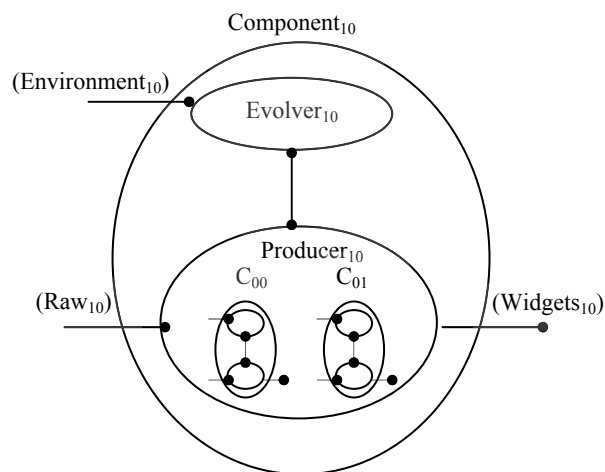 Component₁₀
(Environment₁₀)
Evolver₁₀
Producer₁₀
C₀₀ C₀₁
(Raw₁₀)
(Widgets₁₀)